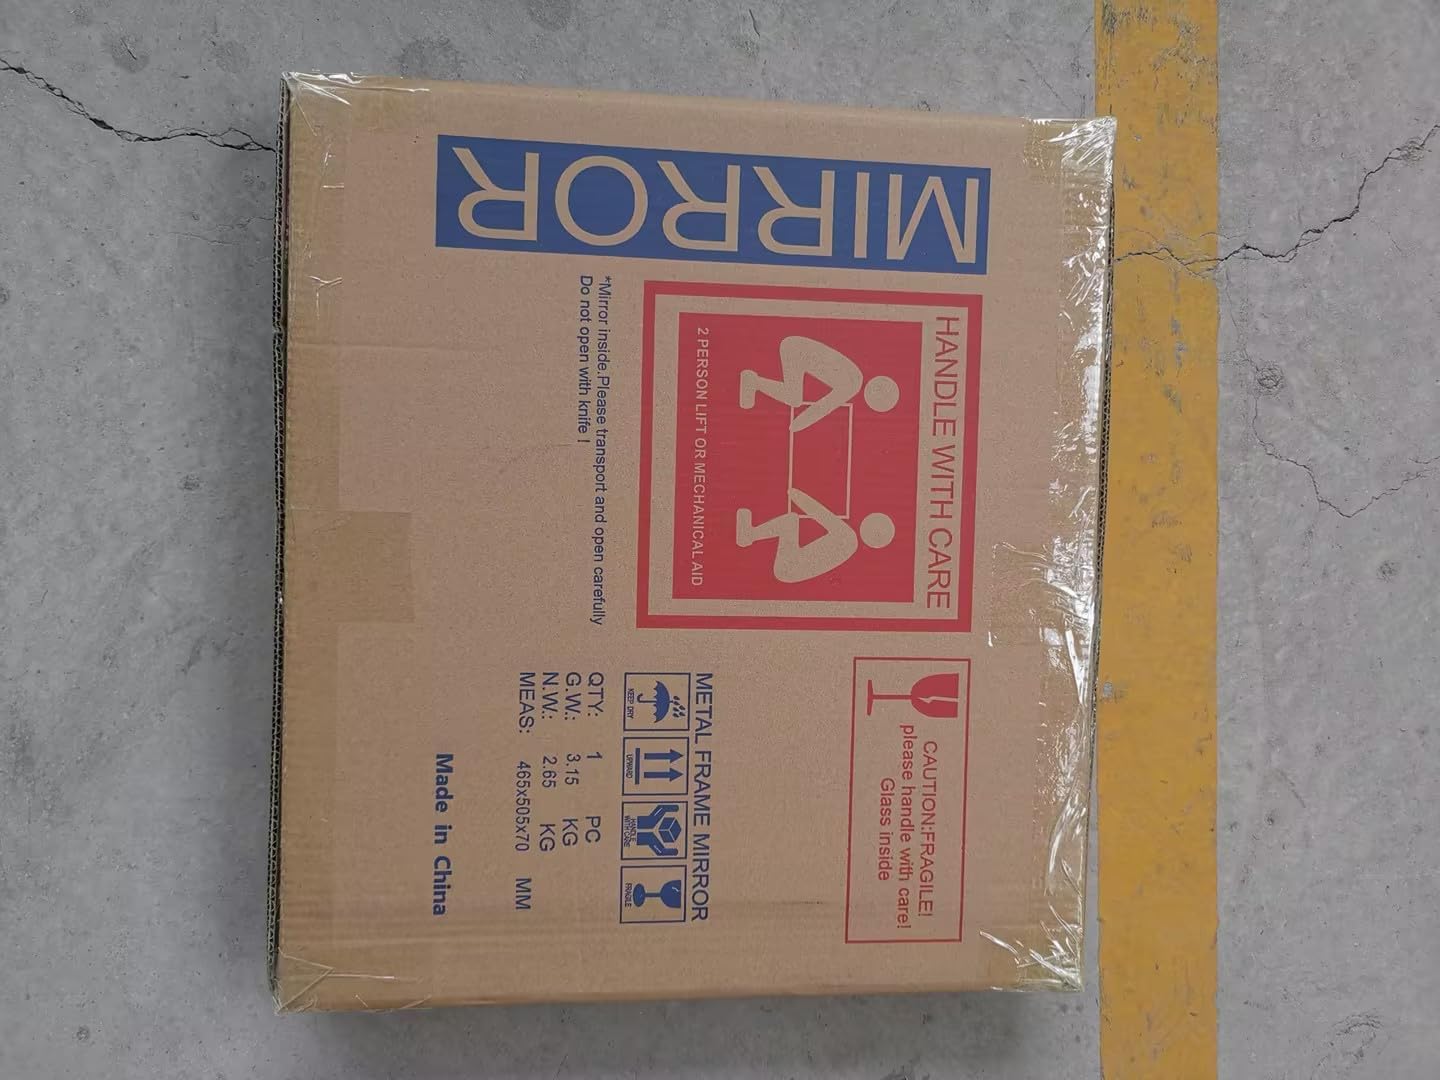 MIRROR
HANDLE WITH CARE
2 PERSON LIFT OR MECHANICAL AID
*Mirror inside.Please transport and open carefully
Do not open with knife !
CAUTION:FRAGILE!
please handle with care!
Glass inside
METAL FRAME MIRROR
KEEP DRY
UPWARD
HANDLE
WITH CARE
FRAGILE
QTY: 1 PC
G.W.: 3.15 KG
N.W.: 2.65 KG
MEAS: 465x505x70 MM
Made in China